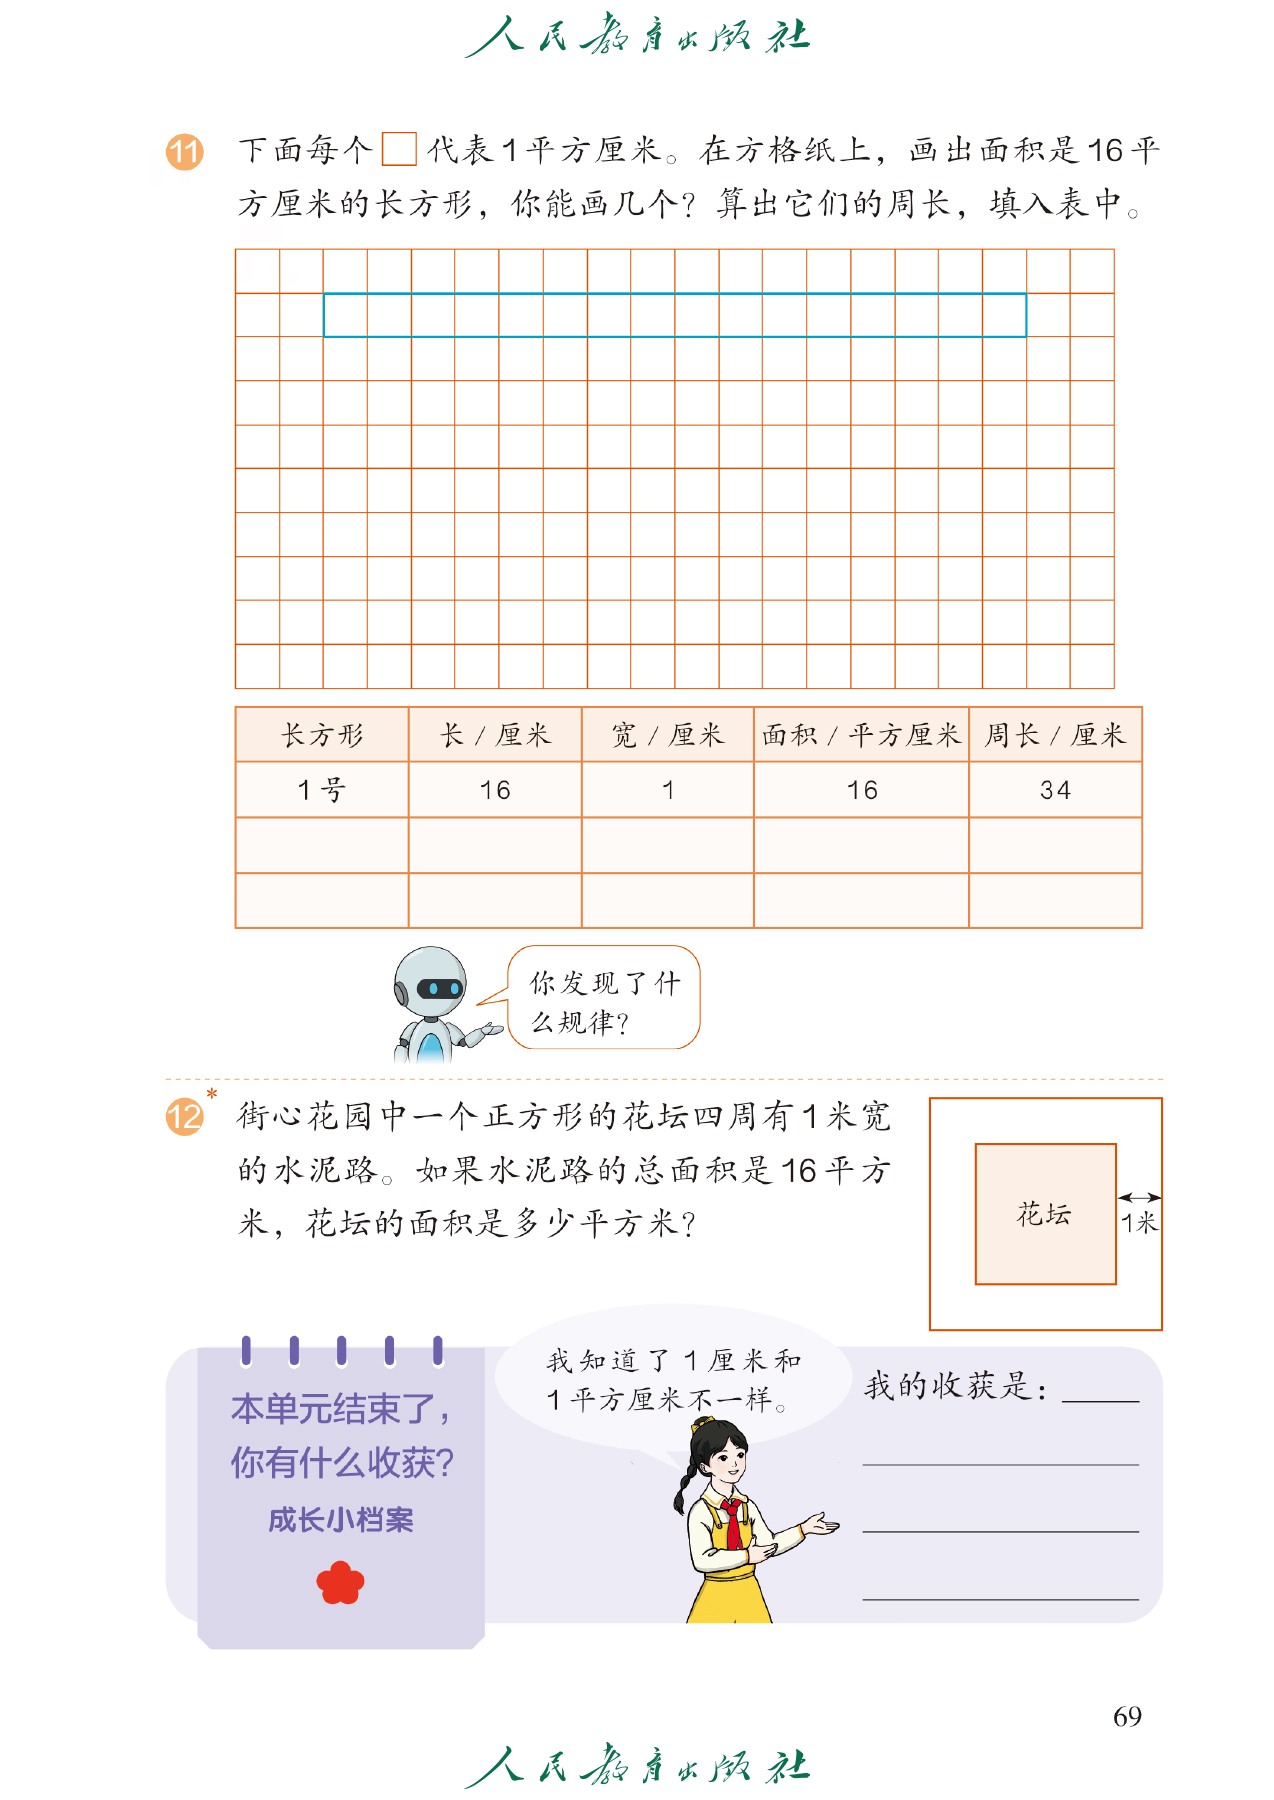 人民教育出版社
11 下面每个□代表1平方厘米。在方格纸上，画出面积是16平
方厘米的长方形，你能画几个？算出它们的周长，填入表中。
长方形 长/厘米 宽/厘米 面积/平方厘米 周长/厘米
1号 16 1 16 34
你发现了什
么规律？
12* 街心花园中一个正方形的花坛四周有1米宽
的水泥路。如果水泥路的总面积是16平方
米，花坛的面积是多少平方米？
花坛
1米
本单元结束了，
你有什么收获？
成长小档案
我知道了1厘米和
1平方厘米不一样。
我的收获是：
69
人民教育出版社